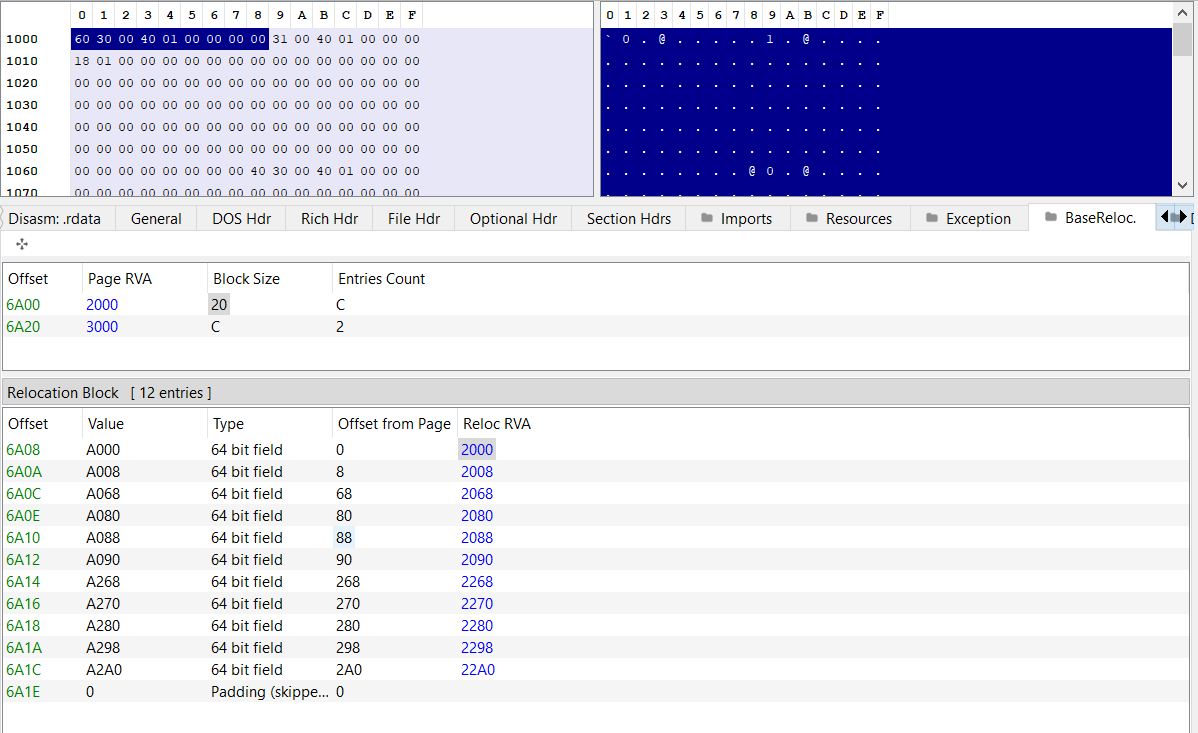 0 1 2 3 4 5 6 7 8 9 A B C D E F 0 1 2 3 4 5 6 7 8 9 A B C D E F
1000 60 30 00 40 01 00 00 00 00 31 00 40 01 00 00 00 ` 0 . @ . . . . . 1 . @ . . . .
1010 18 01 00 00 00 00 00 00 00 00 00 00 00 00 00 00 . . . . . . . . . . . . . . . .
1020 00 00 00 00 00 00 00 00 00 00 00 00 00 00 00 00 . . . . . . . . . . . . . . . .
1030 00 00 00 00 00 00 00 00 00 00 00 00 00 00 00 00 . . . . . . . . . . . . . . . .
1040 00 00 00 00 00 00 00 00 00 00 00 00 00 00 00 00 . . . . . . . . . . . . . . . .
1050 00 00 00 00 00 00 00 00 00 00 00 00 00 00 00 00 . . . . . . . . . . . . . . . .
1060 00 00 00 00 00 00 00 00 40 30 00 40 01 00 00 00 . . . . . . . . @ 0 . @ . . . .
1070 00 00 00 00 00 00 00 00 00 00 00 00 00 00 00 00 . . . . . . . . . . . . . . . .
Disasm: .rdata General DOS Hdr Rich Hdr File Hdr Optional Hdr Section Hdrs Imports Resources Exception BaseReloc.
Offset Page RVA Block Size Entries Count
6A00 2000 20 C
6A20 3000 C 2
Relocation Block [ 12 entries ]
Offset Value Type Offset from Page Reloc RVA
6A08 A000 64 bit field 0 2000
6A0A A008 64 bit field 8 2008
6A0C A068 64 bit field 68 2068
6A0E A080 64 bit field 80 2080
6A10 A088 64 bit field 88 2088
6A12 A090 64 bit field 90 2090
6A14 A268 64 bit field 268 2268
6A16 A270 64 bit field 270 2270
6A18 A280 64 bit field 280 2280
6A1A A298 64 bit field 298 2298
6A1C A2A0 64 bit field 2A0 22A0
6A1E 0 Padding (skippe... 0